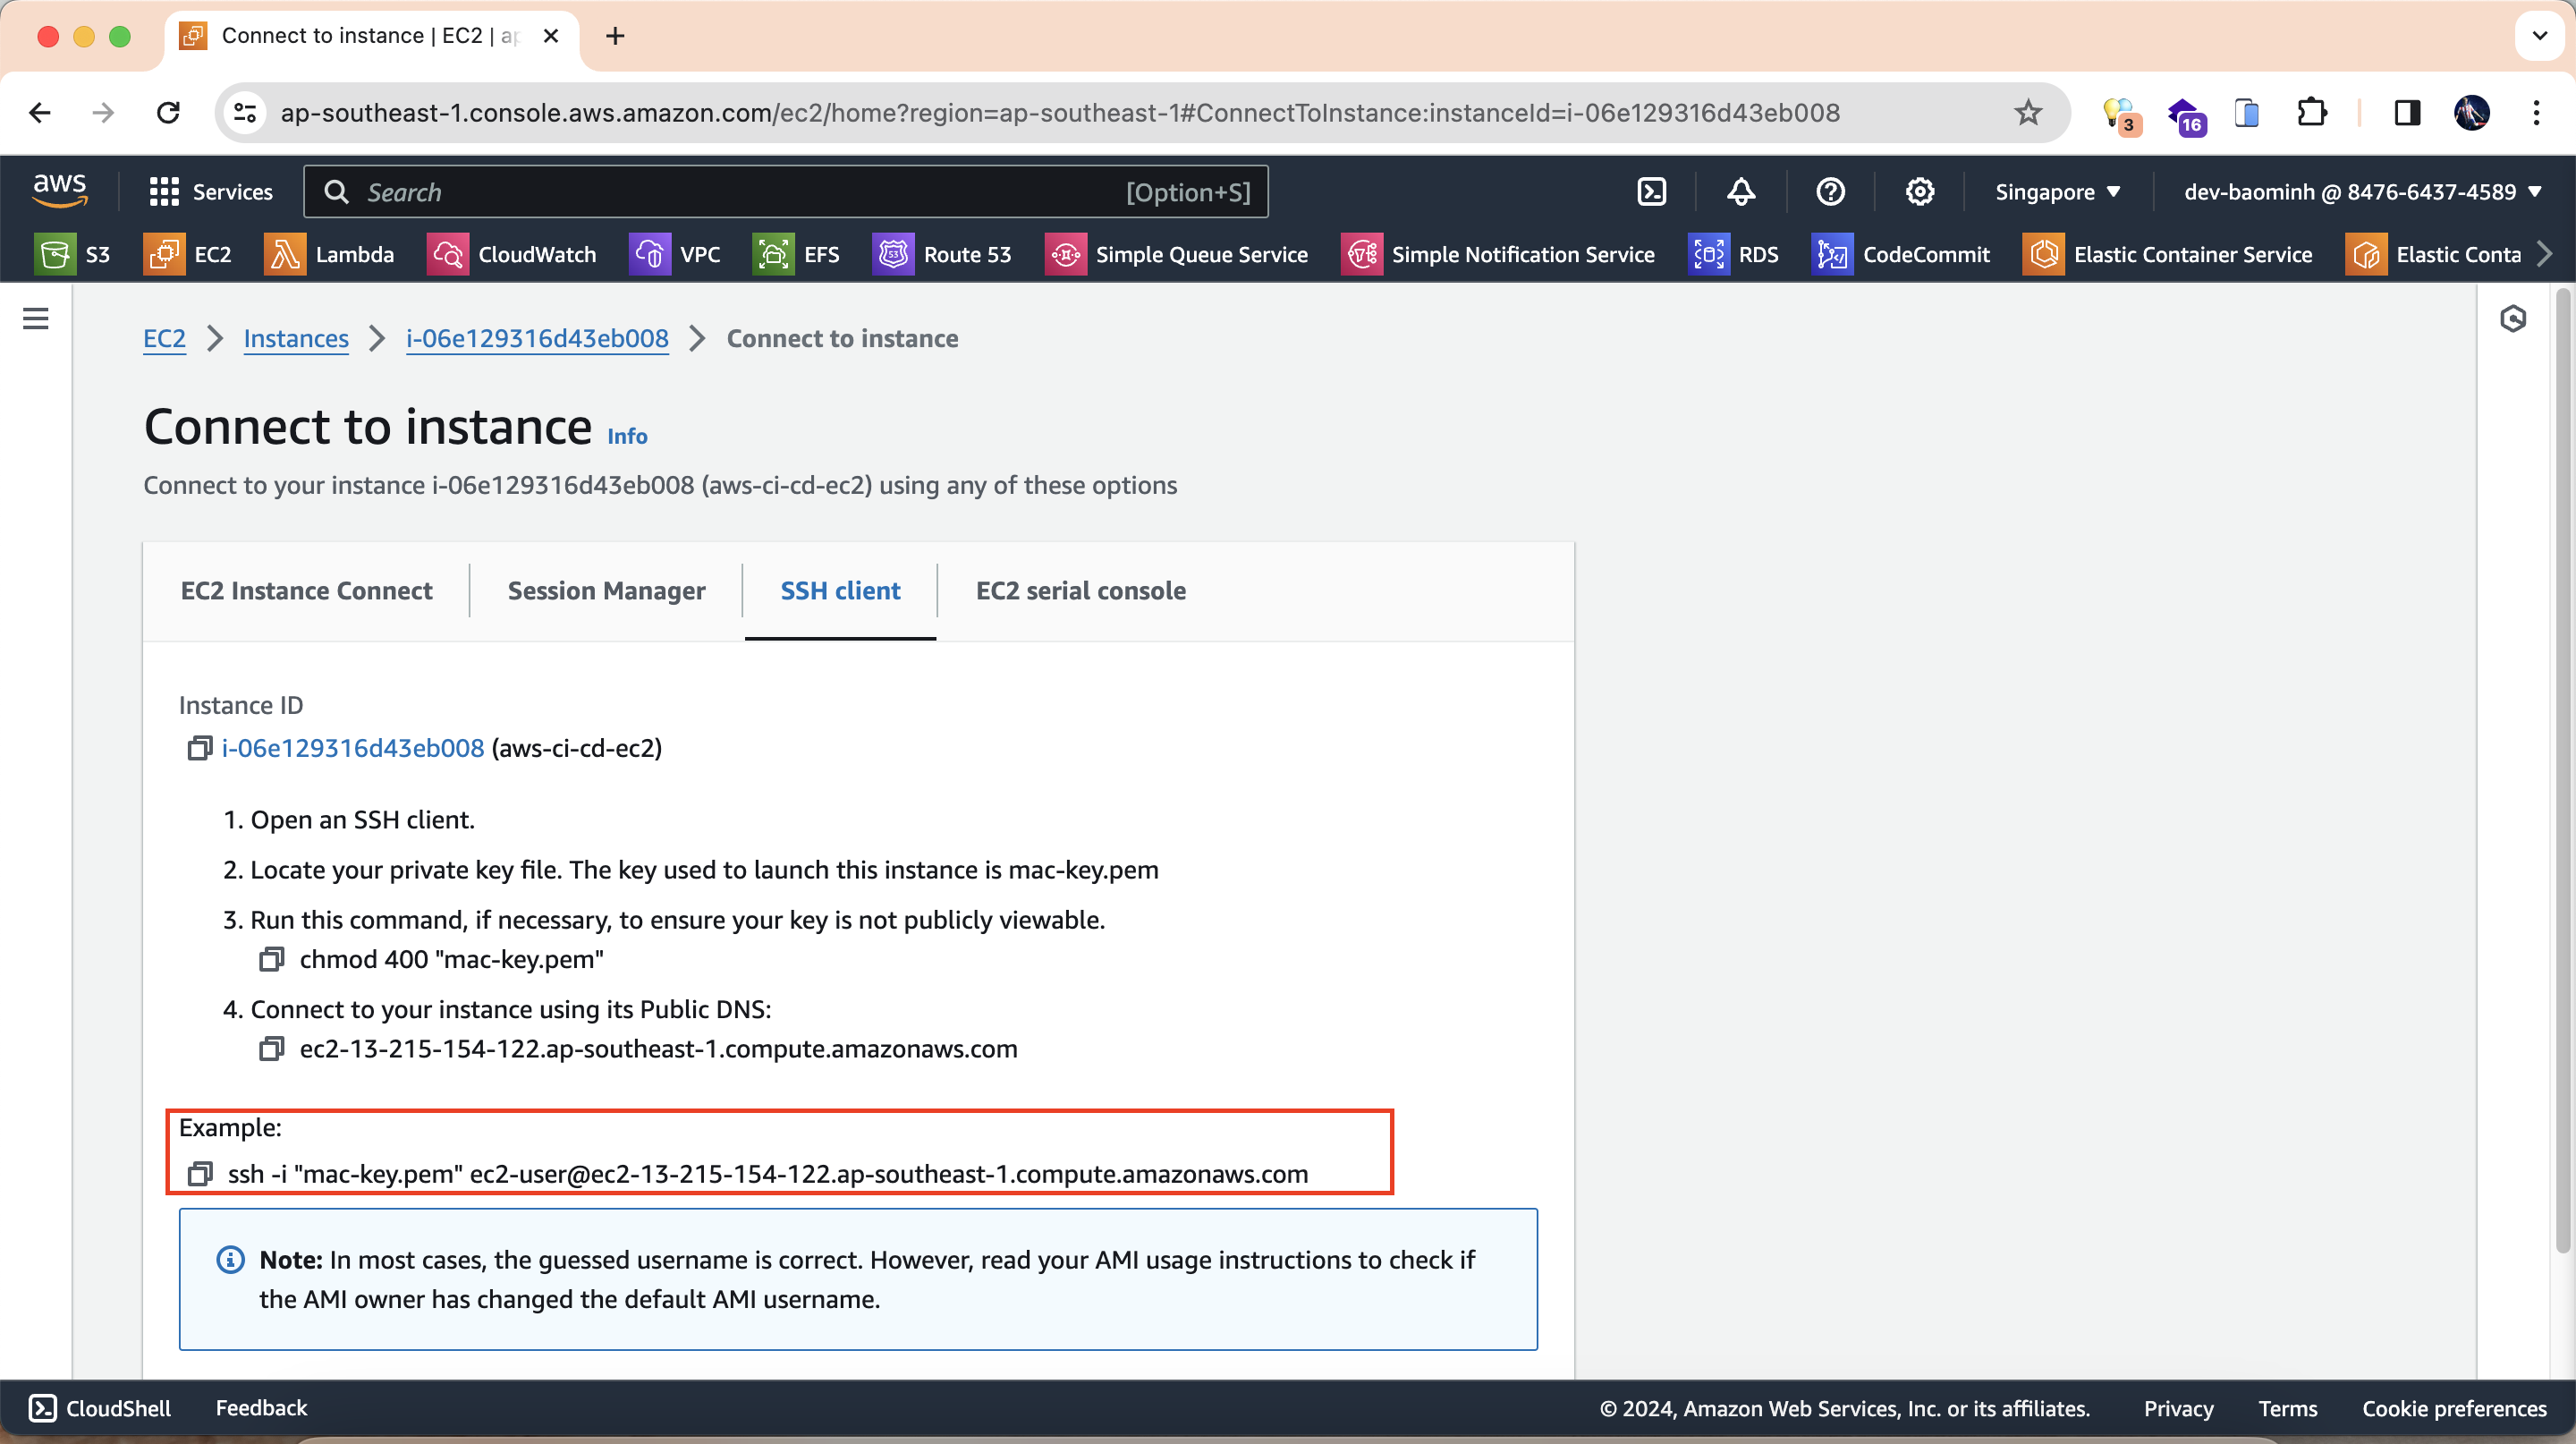 Connect to instance | EC2 | ap
ap-southeast-1.console.aws.amazon.com/ec2/home?region=ap-southeast-1#ConnectToInstance:instanceId=i-06e129316d43eb008
3
16
aws
Services
Search
[Option+S]
Singapore
dev-baominh @ 8476-6437-4589
S3
EC2
Lambda
CloudWatch
VPC
EFS
53
Route 53
Simple Queue Service
Simple Notification Service
RDS
CodeCommit
Elastic Container Service
Elastic Conta
EC2 > Instances > i-06e129316d43eb008 > Connect to instance
Connect to instance Info
Connect to your instance i-06e129316d43eb008 (aws-ci-cd-ec2) using any of these options
EC2 Instance Connect
Session Manager
SSH client
EC2 serial console
Instance ID
i-06e129316d43eb008 (aws-ci-cd-ec2)
1. Open an SSH client.
2. Locate your private key file. The key used to launch this instance is mac-key.pem
3. Run this command, if necessary, to ensure your key is not publicly viewable.
chmod 400 "mac-key.pem"
4. Connect to your instance using its Public DNS:
ec2-13-215-154-122.ap-southeast-1.compute.amazonaws.com
Example:
ssh -i "mac-key.pem" ec2-user@ec2-13-215-154-122.ap-southeast-1.compute.amazonaws.com
Note: In most cases, the guessed username is correct. However, read your AMI usage instructions to check if
the AMI owner has changed the default AMI username.
CloudShell
Feedback
© 2024, Amazon Web Services, Inc. or its affiliates.
Privacy
Terms
Cookie preferences